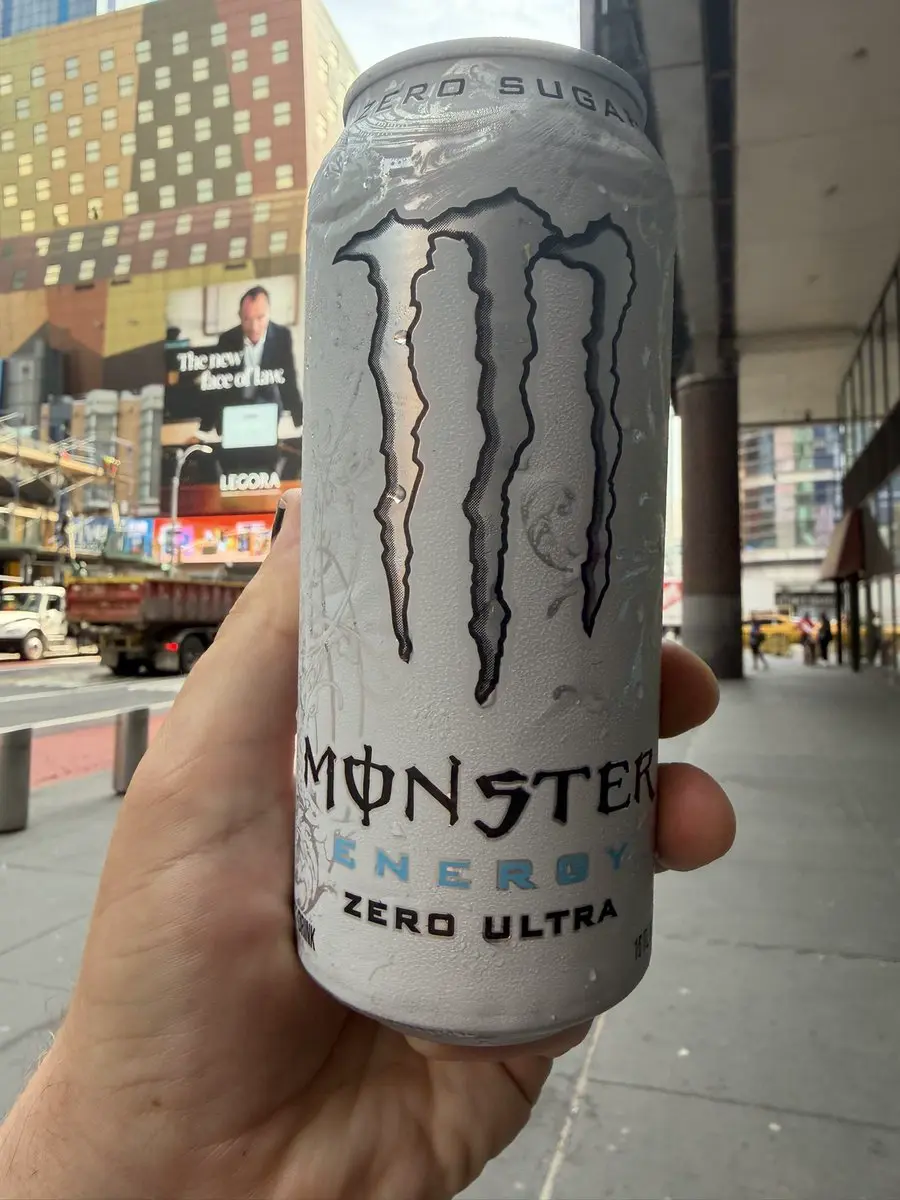 ZERO SUGAR
MONSTER
ENERGY
ZERO ULTRA
The new
face of law.
LEGORA